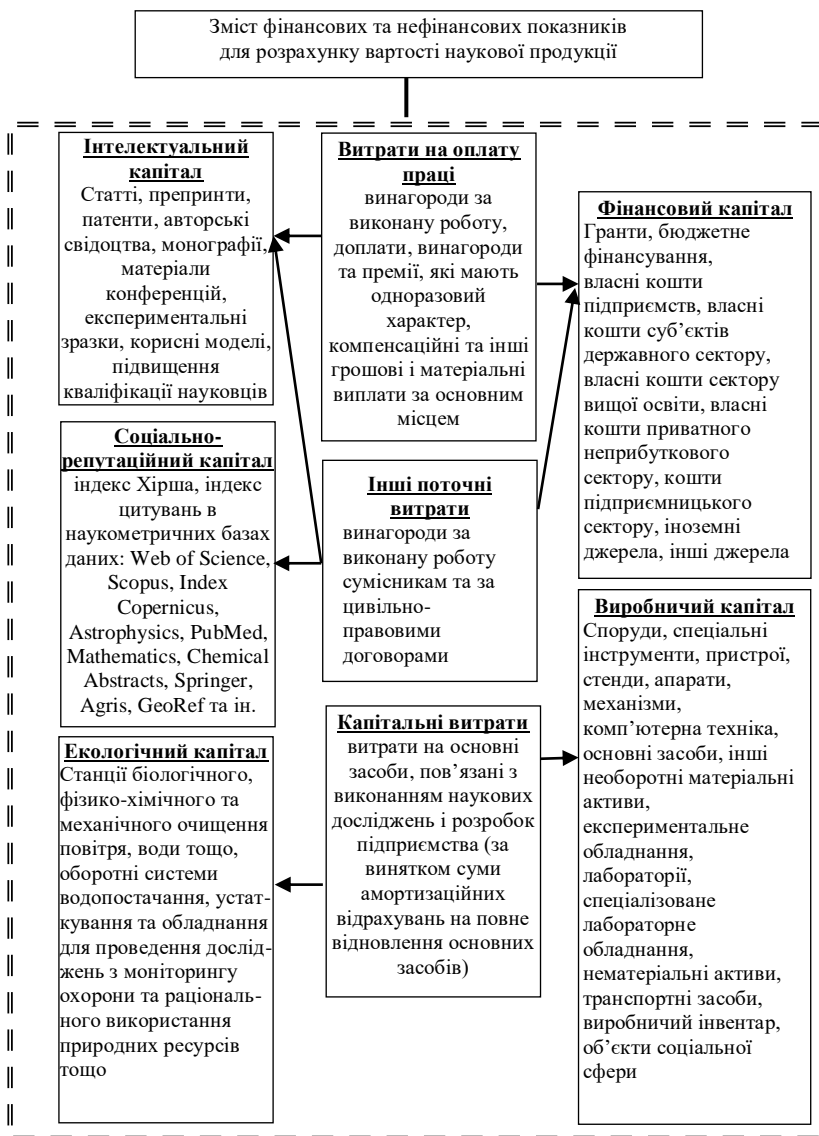 Зміст фінансових та нефінансових показників
для розрахунку вартості наукової продукції
Інтелектуальний
капітал
Статті, препринти,
патенти, авторські
свідоцтва, монографії,
матеріали
конференцій,
експериментальні
зразки, корисні моделі,
підвищення
кваліфікації науковців
Соціально-
репутаційний капітал
індекс Хірша, індекс
цитувань в
наукометричних базах
даних: Web of Science,
Scopus, Index
Copernicus,
Astrophysics, PubMed,
Mathematics, Chemical
Abstracts, Springer,
Agris, GeoRef та ін.
Екологічний капітал
Станції біологічного,
фізико-хімічного та
механічного очищення
повітря, води тощо,
оборотні системи
водопостачання, устат-
кування та обладнання
для проведення дослід-
жень з моніторингу
охорони та раціональ-
ного використання
природних ресурсів
тощо
Витрати на оплату
праці
винагороди за
виконану роботу,
доплати, винагороди
та премії, які мають
одноразовий
характер,
компенсаційні та інші
грошові і матеріальні
виплати за основним
місцем
Інші поточні
витрати
винагороди за
виконану роботу
сумісникам та за
цивільно-
правовими
договорами
Капітальні витрати
витрати на основні
засоби, пов’язані з
виконанням наукових
досліджень і розробок
підприємства (за
винятком суми
амортизаційних
відрахувань на повне
відновлення основних
засобів)
Фінансовий капітал
Гранти, бюджетне
фінансування,
власні кошти
підприємств, власні
кошти суб’єктів
державного сектору,
власні кошти сектору
вищої освіти, власні
кошти приватного
неприбуткового
сектору, кошти
підприємницького
сектору, іноземні
джерела, інші джерела
Виробничий капітал
Споруди, спеціальні
інструменти, пристрої,
стенди, апарати,
механізми,
комп’ютерна техніка,
основні засоби, інші
необоротні матеріальні
активи,
експериментальне
обладнання,
лабораторії,
спеціалізоване
лабораторне
обладнання,
нематеріальні активи,
транспортні засоби,
виробничий інвентар,
об’єкти соціальної
сфери